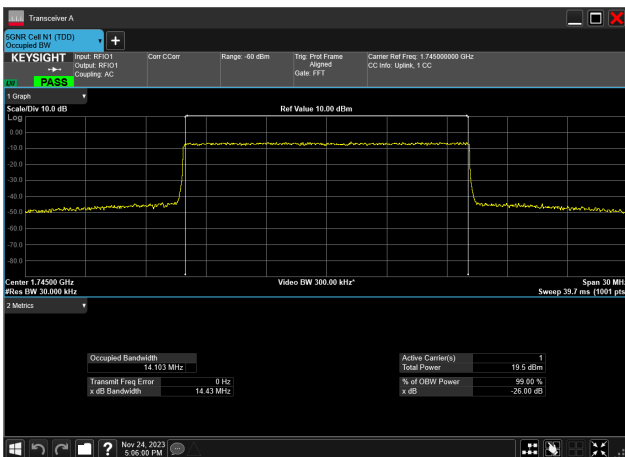 Transceiver A
5GNR Cell N1 (TDD)
Occupied BW
KEYSIGHT
LV
PASS
Input: RFIO1
Output: RFIO1
Coupling: AC
Corr CCorr
Range: -60 dBm
Trig: Prot Frame
Aligned
Gate: FFT
Carrier Ref Freq: 1.745000000 GHz
CC Info: Uplink, 1 CC
1 Graph
Scale/Div 10.0 dB
Ref Value 10.00 dBm
Log
0.00
-10.0
-20.0
-30.0
-40.0
-50.0
-60.0
-70.0
-80.0
Center 1.74500 GHz
Video BW 300.00 kHz*
Span 30 MHz
#Res BW 30.000 kHz
Sweep 39.7 ms (1001 pts
2 Metrics
Occupied Bandwidth
14.103 MHz
Active Carrier(s) 1
Total Power 19.5 dBm
Transmit Freq Error 0 Hz
x dB Bandwidth 14.43 MHz
% of OBW Power 99.00 %
x dB -26.00 dB
?
Nov 24, 2023
5:06:00 PM